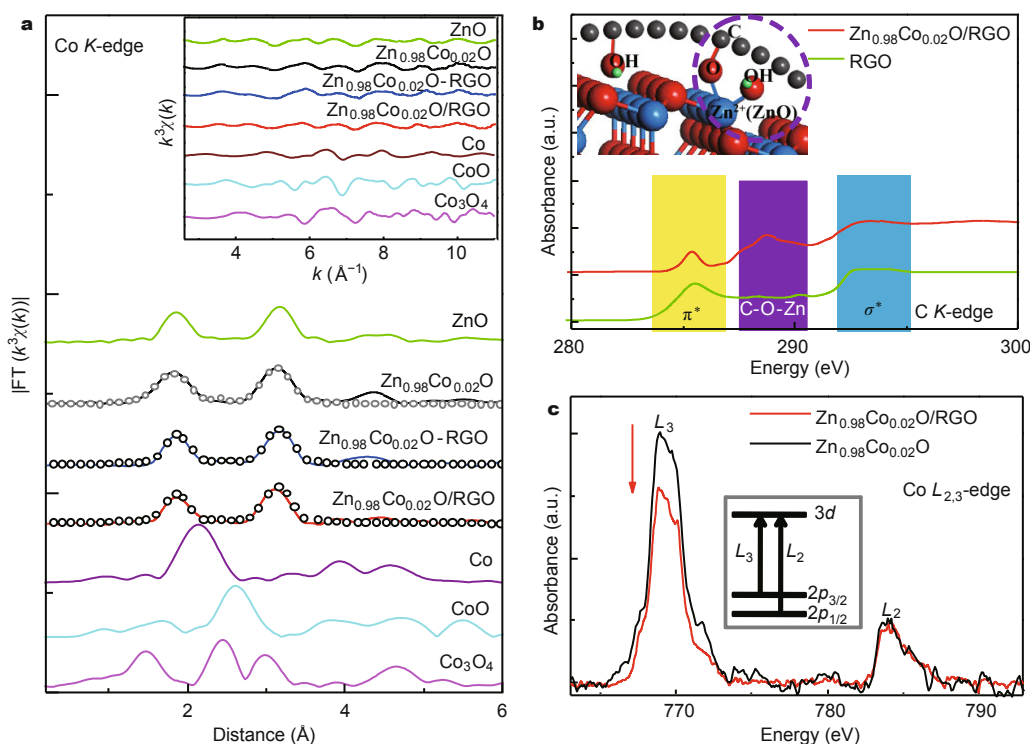 a
Co K-edge
ZnO
Zn0.98Co0.02O
Zn0.98Co0.02O-RGO
Zn0.98Co0.02O/RGO
Co
CoO
Co3O4
k³χ(k)
4 6 8 10
k (Å⁻¹)
|FT (k³χ(k))|
ZnO
Zn0.98Co0.02O
Zn0.98Co0.02O-RGO
Zn0.98Co0.02O/RGO
Co
CoO
Co3O4
2 3 4 6
Distance (Å)
b
Zn0.98Co0.02O/RGO
RGO
C
OH
O
OH
Zn²⁺(ZnO)
Absorbance (a.u.)
π* C-O-Zn σ*
C K-edge
280 290 300
Energy (eV)
c
Zn0.98Co0.02O/RGO
Zn0.98Co0.02O
L3
Co L2,3-edge
Absorbance (a.u.)
3d
L3 L2
2p3/2
2p1/2
L2
770 780 790
Energy (eV)